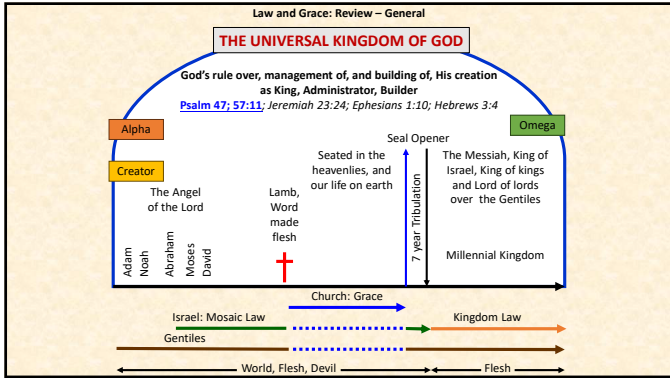 Law and Grace: Review – General
THE UNIVERSAL KINGDOM OF GOD
God's rule over, management of, and building of, His creation
as King, Administrator, Builder
Psalm 47; 57:11; Jeremiah 23:24; Ephesians 1:10; Hebrews 3:4
Alpha
Omega
Creator
Seal Opener
The Angel
of the Lord
Lamb,
Word
made
flesh
Seated in the
heavenlies, and
our life on earth
7 year Tribulation
The Messiah, King of
Israel, King of kings
and Lord of lords
over the Gentiles
Adam
Noah
Abraham
Moses
David
Millennial Kingdom
Church: Grace
Israel: Mosaic Law
Kingdom Law
Gentiles
World, Flesh, Devil
Flesh